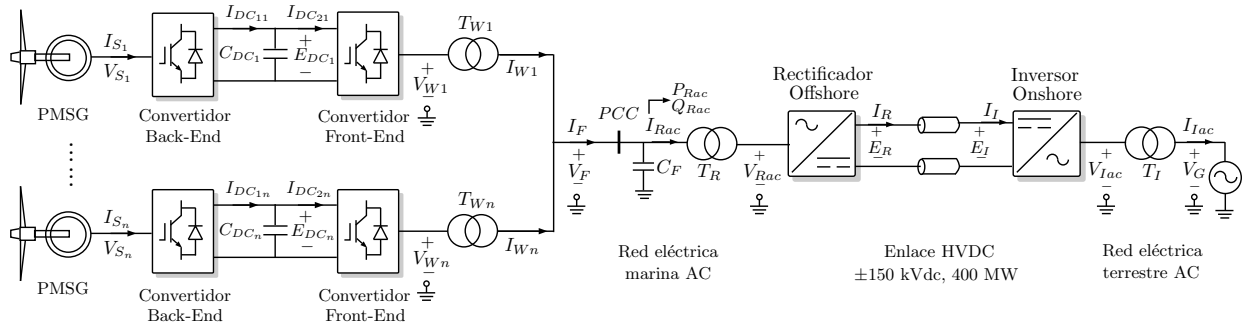 I_{DC_{11}} I_{DC_{21}}
I_{S_1}
V_{S_1}
C_{DC_1}
+
E_{DC_1}
−
PMSG
Convertidor
Back-End
Convertidor
Front-End
T_{W1}
+
V_{W1}
−
I_{W1}
I_{DC_{1n}} I_{DC_{2n}}
I_{S_n}
V_{S_n}
C_{DC_n}
+
E_{DC_n}
−
PMSG
Convertidor
Back-End
Convertidor
Front-End
T_{Wn}
+
V_{Wn}
−
I_{Wn}
I_F
+
V_F
−
PCC
P_{Rac}
Q_{Rac}
I_{Rac}
C_F
T_R
+
V_{Rac}
−
Rectificador
Offshore
I_R
+
E_R
−
I_I
+
E_I
−
Inversor
Onshore
+
V_{Iac}
−
T_I
I_{Iac}
+
V_G
−
Red eléctrica
marina AC
Enlace HVDC
±150 kVdc, 400 MW
Red eléctrica
terrestre AC